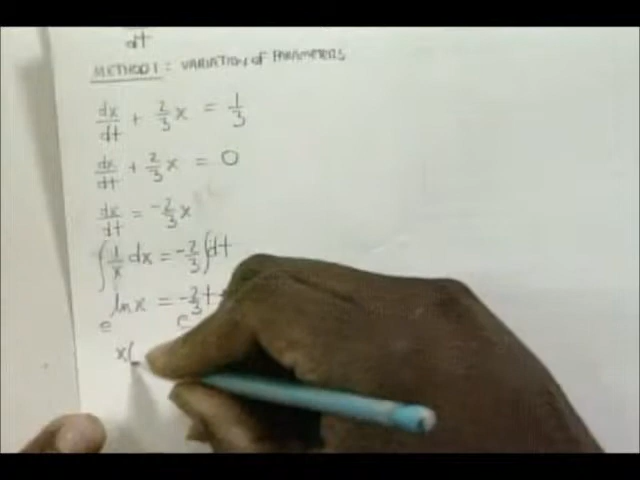 dt
METHOD 1 : VARIATION OF PARAMETERS
dx/dt + 2/3 x = 1/3
dx/dt + 2/3 x = 0
dx/dt = -2/3 x
∫ 1/x dx = -2/3 ∫ dt
e^ln x = e^-2/3 t
x(